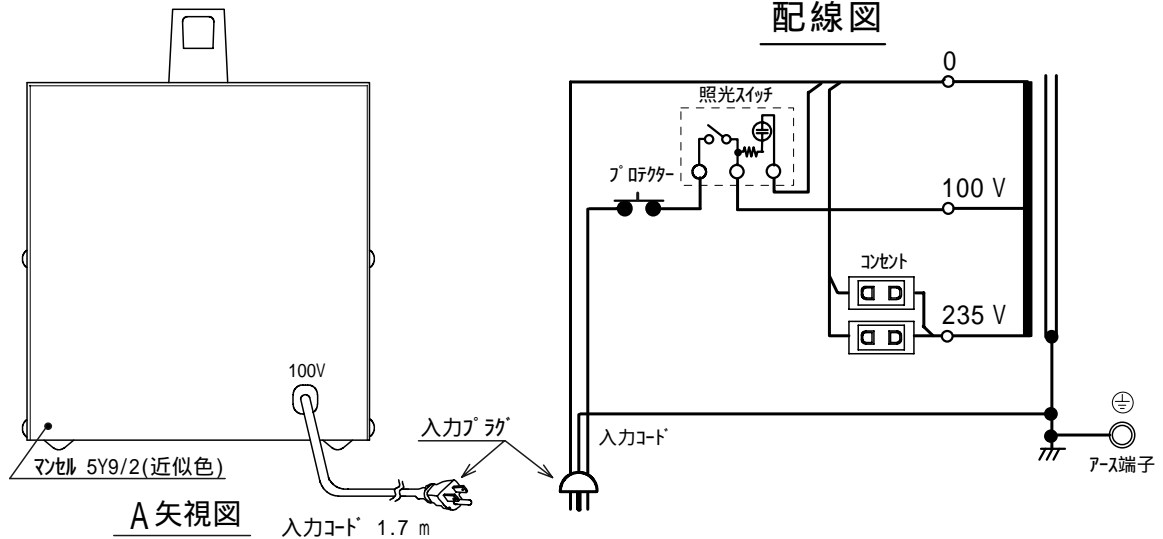 配線図
0
照光スイッチ
プロテクター
100 V
コンセント
235 V
100V
入力プラグ
入力コード
アース端子
マンセル 5Y9/2(近似色)
A矢視図
入力コード 1.7 m